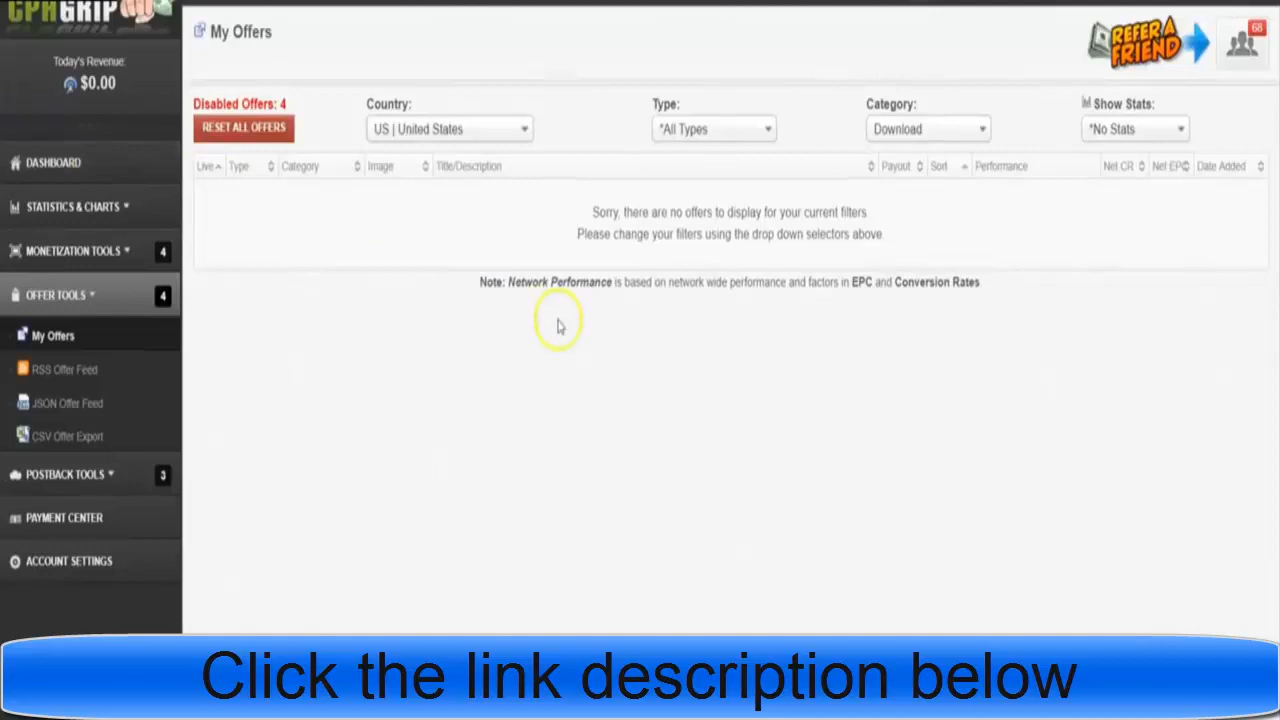 CPAGRIP
My Offers
REFER A
FRIEND
68
Today's Revenue:
$0.00
Disabled Offers: 4
RESET ALL OFFERS
Country:
US | United States
Type:
*All Types
Category:
Download
Show Stats:
*No Stats
Live Type Category Image Title/Description Payout Sort Performance Net CR Net EPC Date Added
Sorry, there are no offers to display for your current filters
Please change your filters using the drop down selectors above
Note: Network Performance is based on network wide performance and factors in EPC and Conversion Rates
DASHBOARD
STATISTICS & CHARTS
MONETIZATION TOOLS 4
OFFER TOOLS 4
My Offers
RSS Offer Feed
JSON Offer Feed
CSV Offer Export
POSTBACK TOOLS 3
PAYMENT CENTER
ACCOUNT SETTINGS
Click the link description below